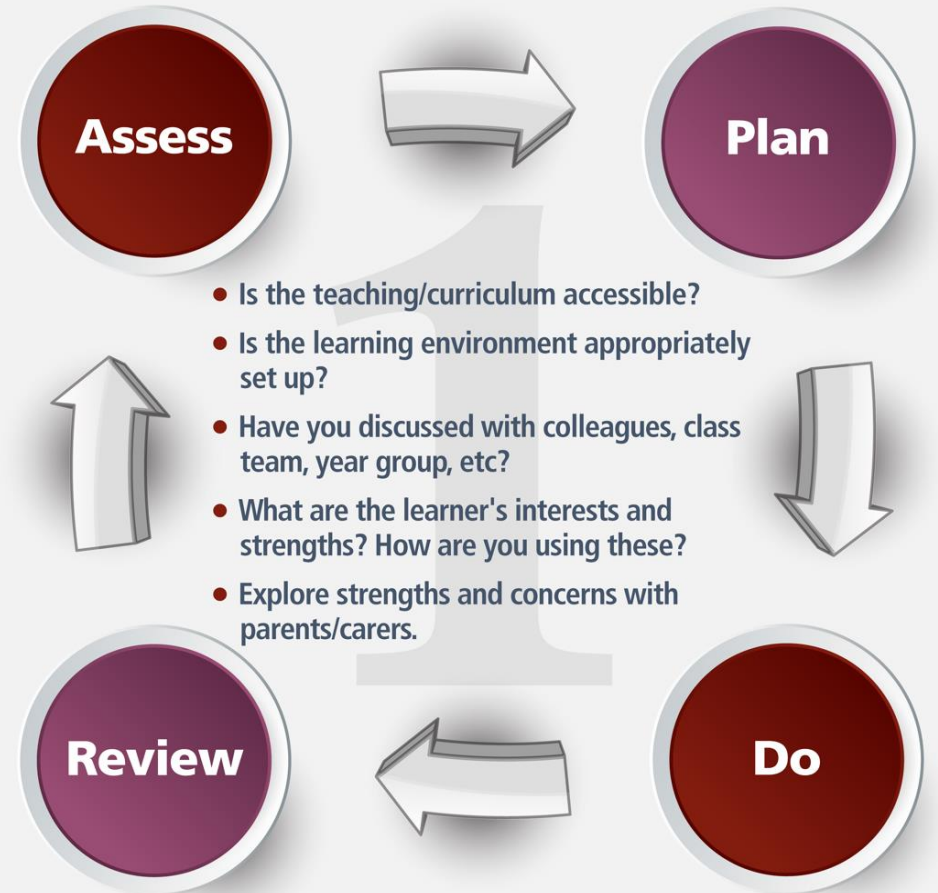 Assess
Plan
1
• Is the teaching/curriculum accessible?
• Is the learning environment appropriately
set up?
• Have you discussed with colleagues, class
team, year group, etc?
• What are the learner's interests and
strengths? How are you using these?
• Explore strengths and concerns with
parents/carers.
Review
Do